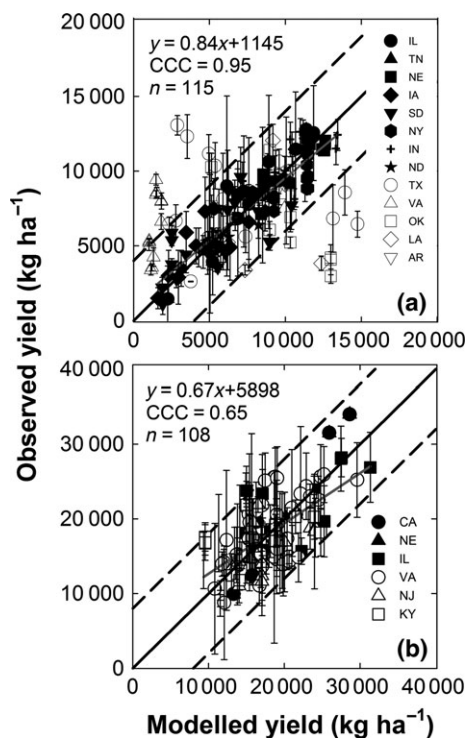 y = 0.84x+1145
CCC = 0.95
n = 115
20 000
15 000
10 000
5000
0
IL
TN
NE
IA
SD
NY
IN
ND
TX
VA
OK
LA
AR
(a)
0 5000 10 000 15 000 20 000
Observed yield (kg ha⁻¹)
y = 0.67x+5898
CCC = 0.65
n = 108
40 000
30 000
20 000
10 000
0
CA
NE
IL
VA
NJ
KY
(b)
0 10 000 20 000 30 000 40 000
Modelled yield (kg ha⁻¹)